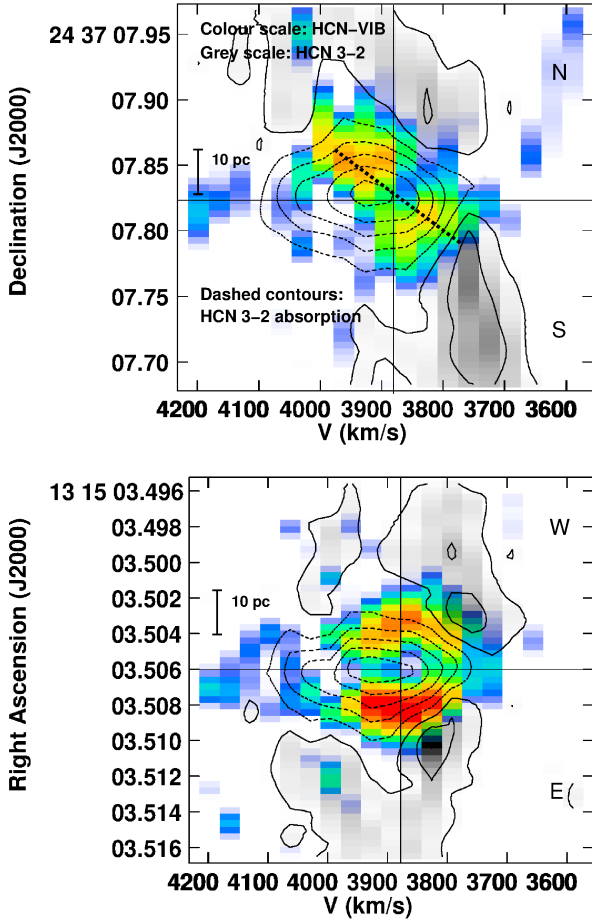 24 37 07.95
Colour scale: HCN-VIB
Grey scale: HCN 3-2
N
07.90
07.85
10 pc
Declination (J2000)
07.80
07.75
Dashed contours:
HCN 3-2 absorption
S
07.70
4200 4100 4000 3900 3800 3700 3600
V (km/s)
13 15 03.496
03.498
W
03.500
03.502
10 pc
03.504
Right Ascension (J2000)
03.506
03.508
03.510
03.512
E
03.514
03.516
4200 4100 4000 3900 3800 3700 3600
V (km/s)